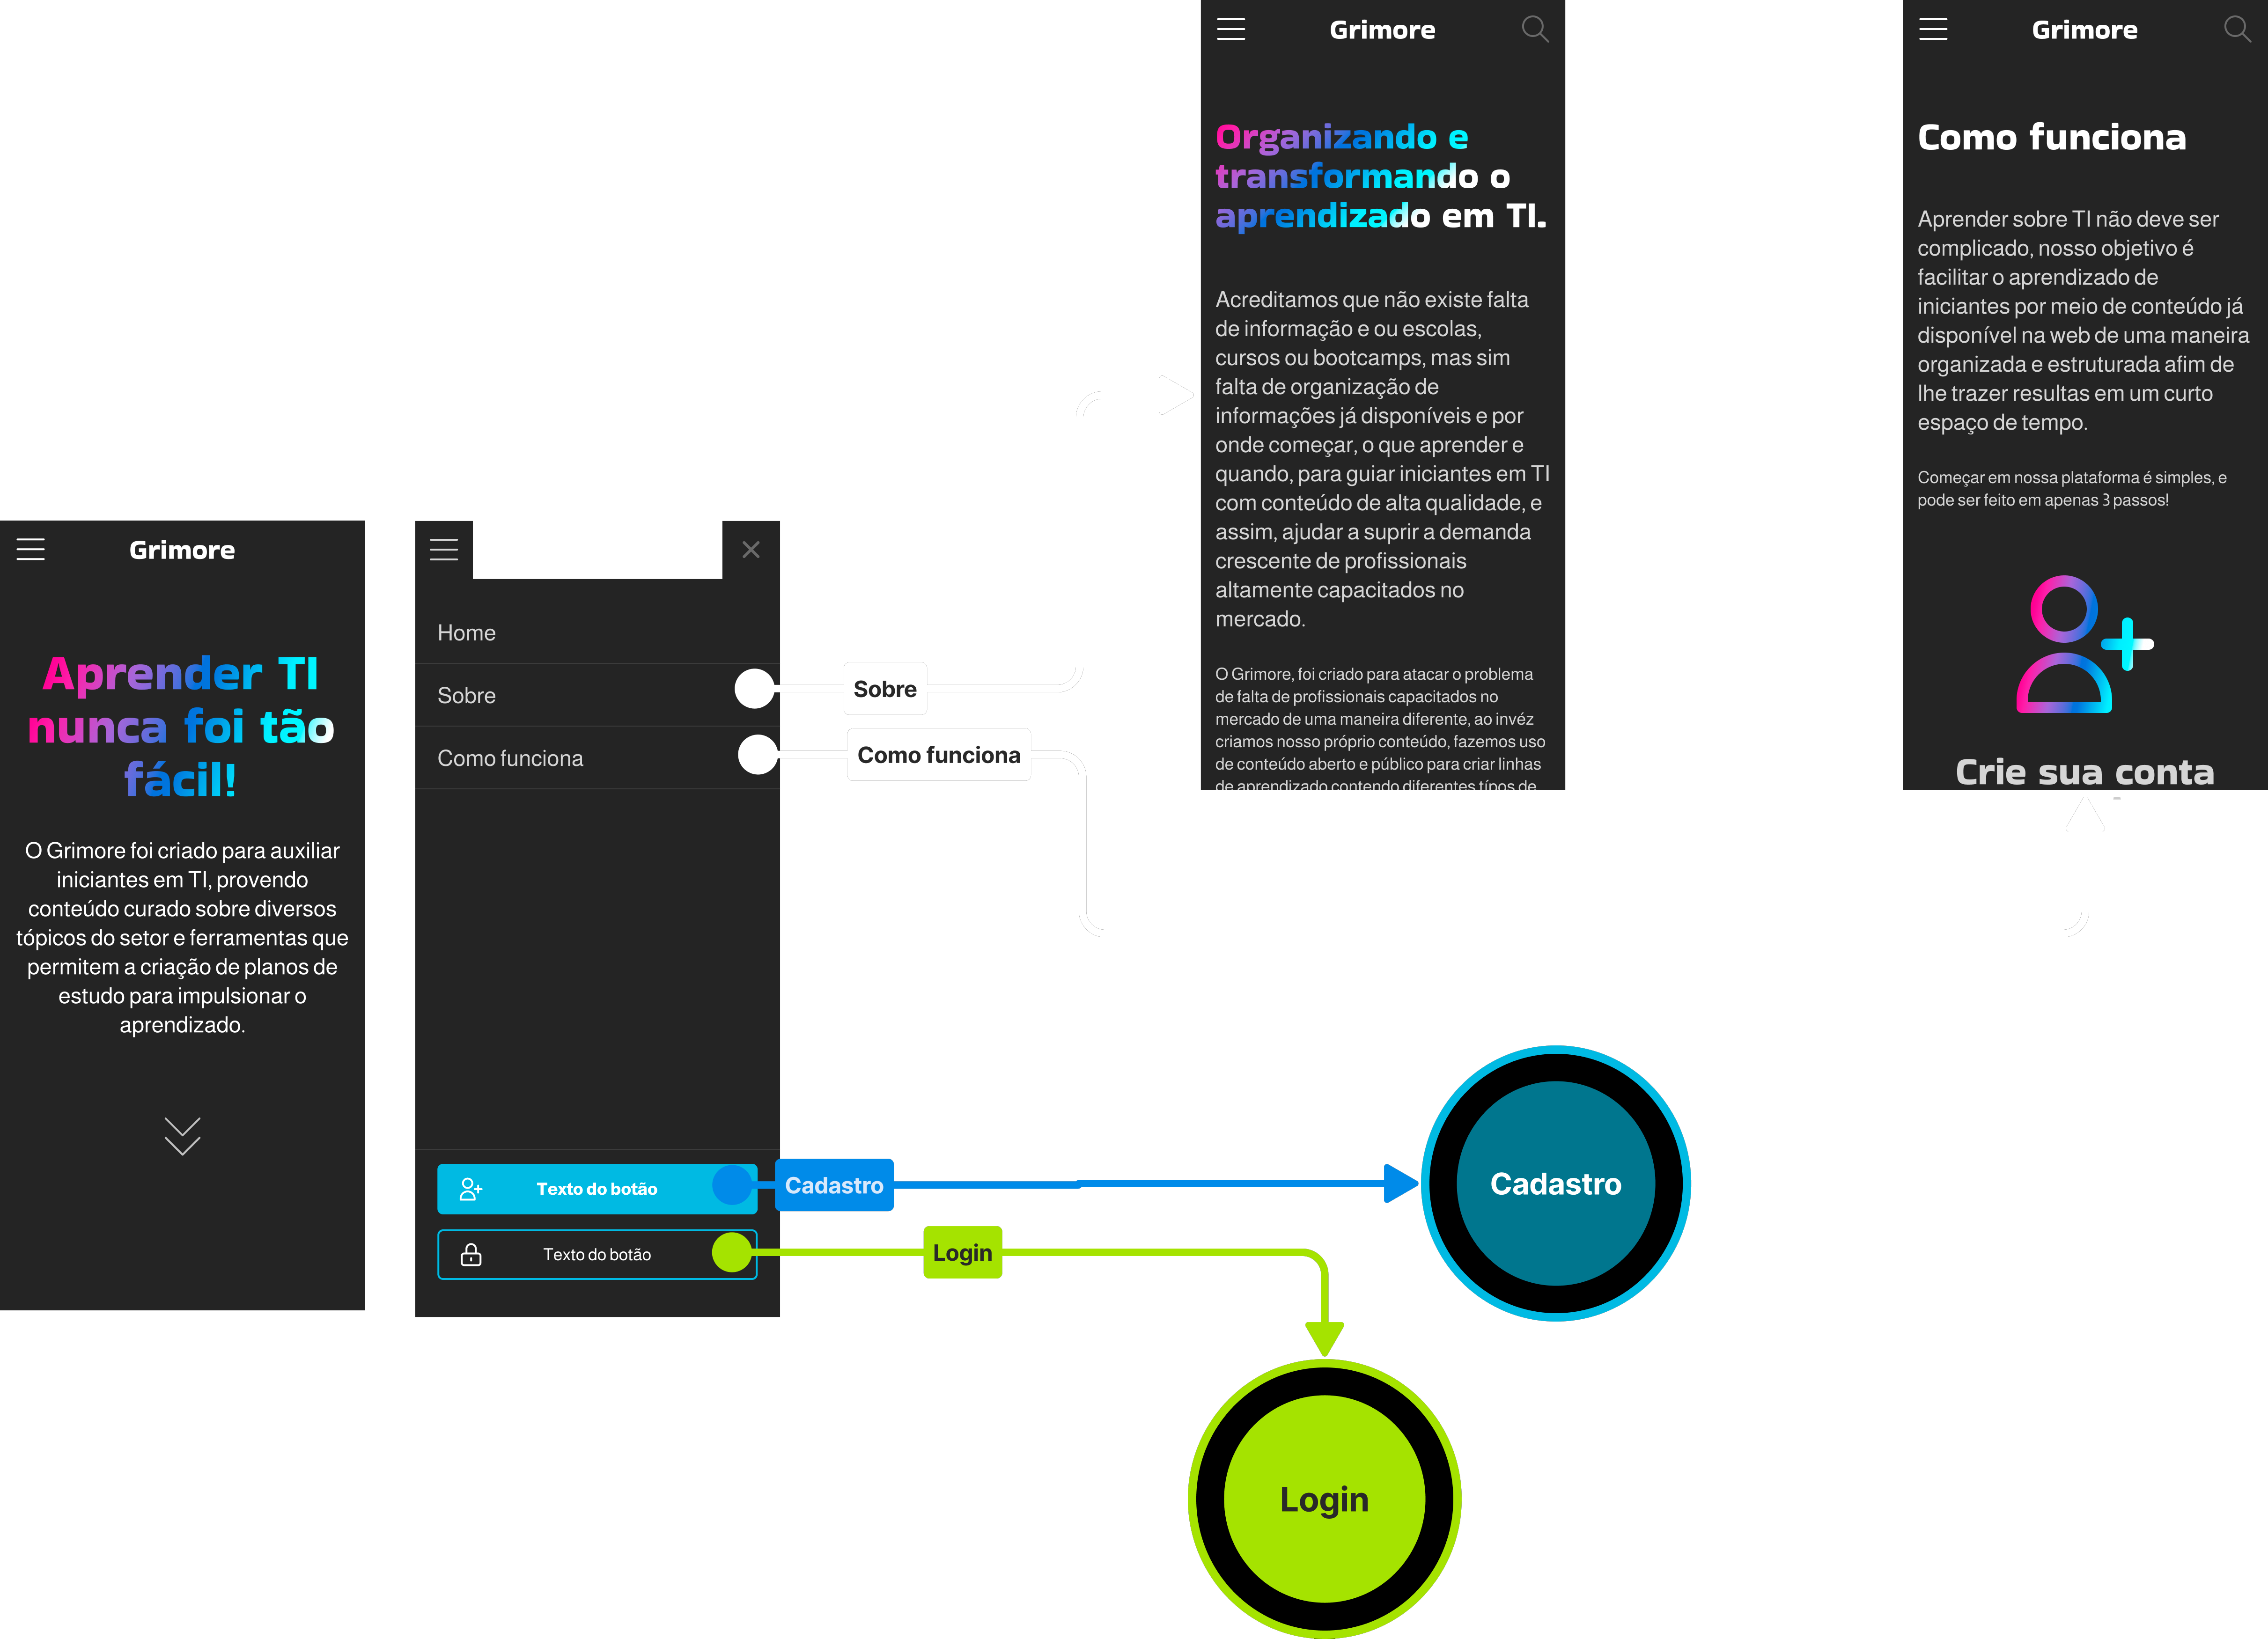 Grimore
Aprender TI
nunca foi tão
fácil!
O Grimore foi criado para auxiliar
iniciantes em TI, provendo
conteúdo curado sobre diversos
tópicos do setor e ferramentas que
permitem a criação de planos de
estudo para impulsionar o
aprendizado.
Home
Sobre
Como funciona
Texto do botão
Texto do botão
Sobre
Como funciona
Cadastro
Login
Grimore
Organizando e
transformando o
aprendizado em TI.
Acreditamos que não existe falta
de informação e ou escolas,
cursos ou bootcamps, mas sim
falta de organização de
informações já disponíveis e por
onde começar, o que aprender e
quando, para guiar iniciantes em TI
com conteúdo de alta qualidade, e
assim, ajudar a suprir a demanda
crescente de profissionais
altamente capacitados no
mercado.
O Grimore, foi criado para atacar o problema
de falta de profissionais capacitados no
mercado de uma maneira diferente, ao invéz
criamos nosso próprio conteúdo, fazemos uso
de conteúdo aberto e público para criar linhas
de aprendizado contendo diferentes típos de
Grimore
Como funciona
Aprender sobre TI não deve ser
complicado, nosso objetivo é
facilitar o aprendizado de
iniciantes por meio de conteúdo já
disponível na web de uma maneira
organizada e estruturada afim de
lhe trazer resultas em um curto
espaço de tempo.
Começar em nossa plataforma é simples, e
pode ser feito em apenas 3 passos!
Crie sua conta
Cadastro
Login